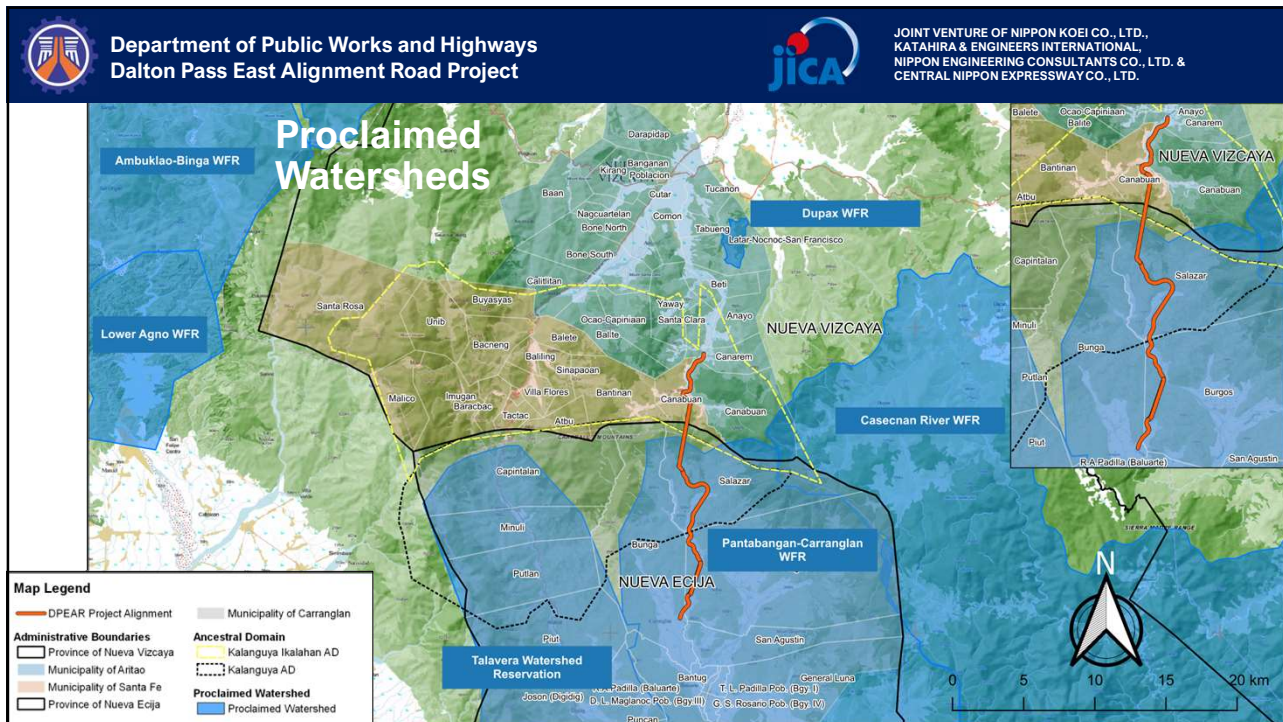 Department of Public Works and Highways
Dalton Pass East Alignment Road Project
JICA
JOINT VENTURE OF NIPPON KOEI CO., LTD.,
KATAHIRA & ENGINEERS INTERNATIONAL,
NIPPON ENGINEERING CONSULTANTS CO., LTD. &
CENTRAL NIPPON EXPRESSWAY CO., LTD.
Proclaimed
Watersheds
Ambuklao-Binga WFR
Lower Agno WFR
Dupax WFR
Casecnan River WFR
Pantabangan-Carranglan
WFR
Talavera Watershed
Reservation
Darapidap
Banganan
Kirang
Poblacion
Baan
Cutar
Tucanon
Nagcuartelan
Comon
Bone North
Tabueng
Latar-Nocnoc-San Francisco
Bone South
Calitlitan
Beti
Santa Rosa
Buyasyas
Yaway
Unib
Ocao-Capiniaan
Santa Clara
Anayo
NUEVA VIZCAYA
Bacneng
Balete
Balite
Baliling
Canarem
Sinapaoan
Malico
Imugan
Villa Flores
Bantinan
Canabuan
Baracbac
Tactac
Canabuan
Atbu
CARABALLO MOUNTAINS
Capintalan
Salazar
Minuli
Bunga
Putlan
NUEVA ECIJA
Piut
San Agustin
Bantug
General Luna
Joson (Digidig)
R.A.Padilla (Baluarte)
T. L. Padilla Pob. (Bgy. I)
D. L. Maglanoc Pob. (Bgy.III)
G. S. Rosario Pob. (Bgy. IV)
Puncan
Balete
Ocao-Capiniaan
Anayo
Balite
Canarem
NUEVA VIZCAYA
Bantinan
Canabuan
Canabuan
Atbu
Capintalan
Salazar
Minuli
Bunga
Putlan
Burgos
Piut
R.A.Padilla (Baluarte)
San Agustin
SIERRA MADRE RANGE
N
0 5 10 15 20 km
Map Legend
DPEAR Project Alignment
Municipality of Carranglan
Administrative Boundaries
Province of Nueva Vizcaya
Municipality of Aritao
Municipality of Santa Fe
Province of Nueva Ecija
Ancestral Domain
Kalanguya Ikalahan AD
Kalanguya AD
Proclaimed Watershed
Proclaimed Watershed